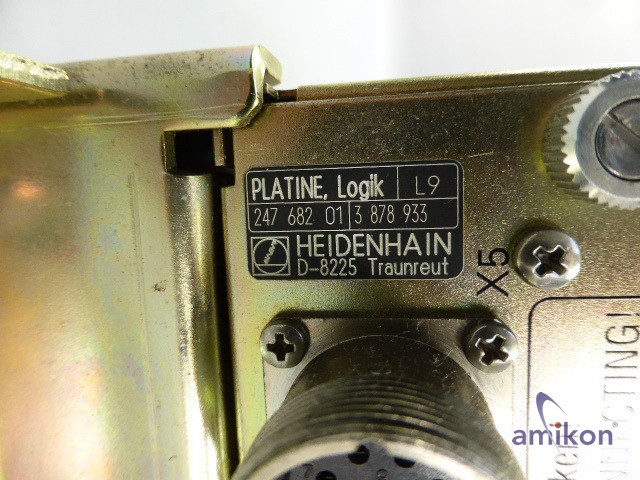 PLATINE, Logik L9
247 682 01 3 878 933
HEIDENHAIN
D-8225 Traunreut
X5
amikon